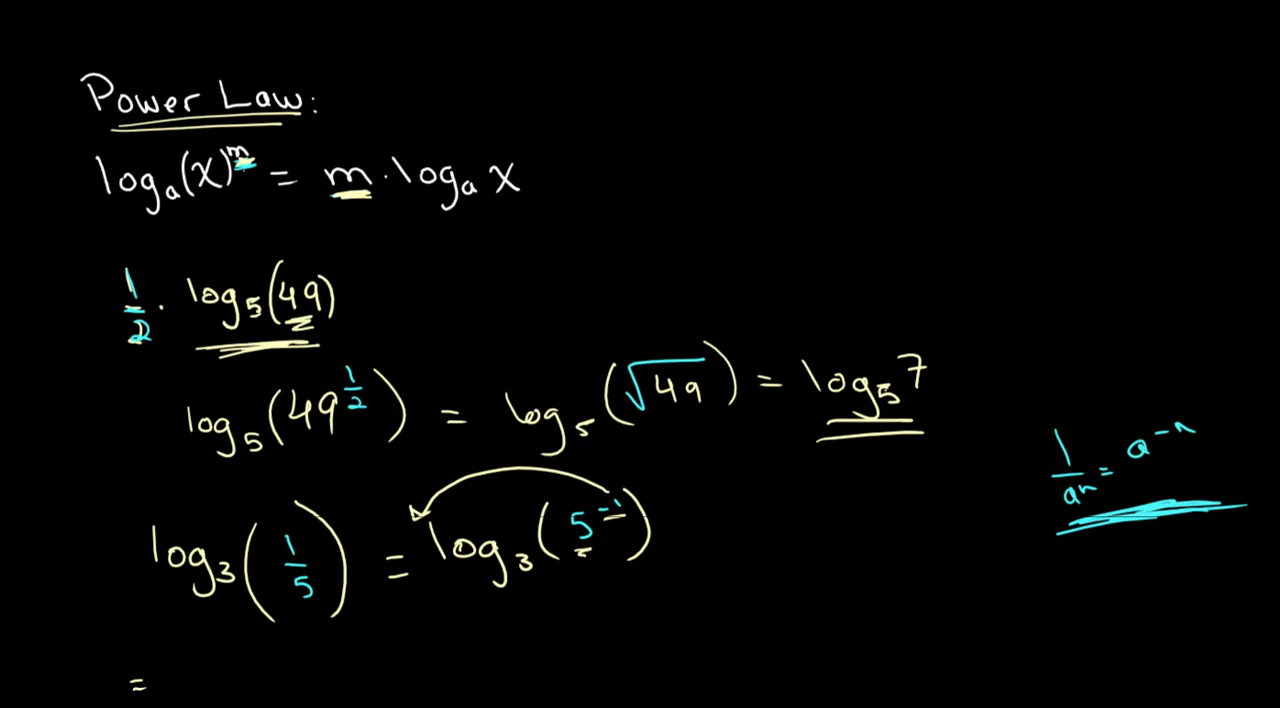 Power Law:
logₐ(x)ᵐ = m · logₐ x
1/2 · log₅(49)
log₅(49^(1/2)) = log₅(√49) = log₅ 7
1/aⁿ = a⁻ⁿ
log₃(1/5) = log₃(5⁻¹)
=